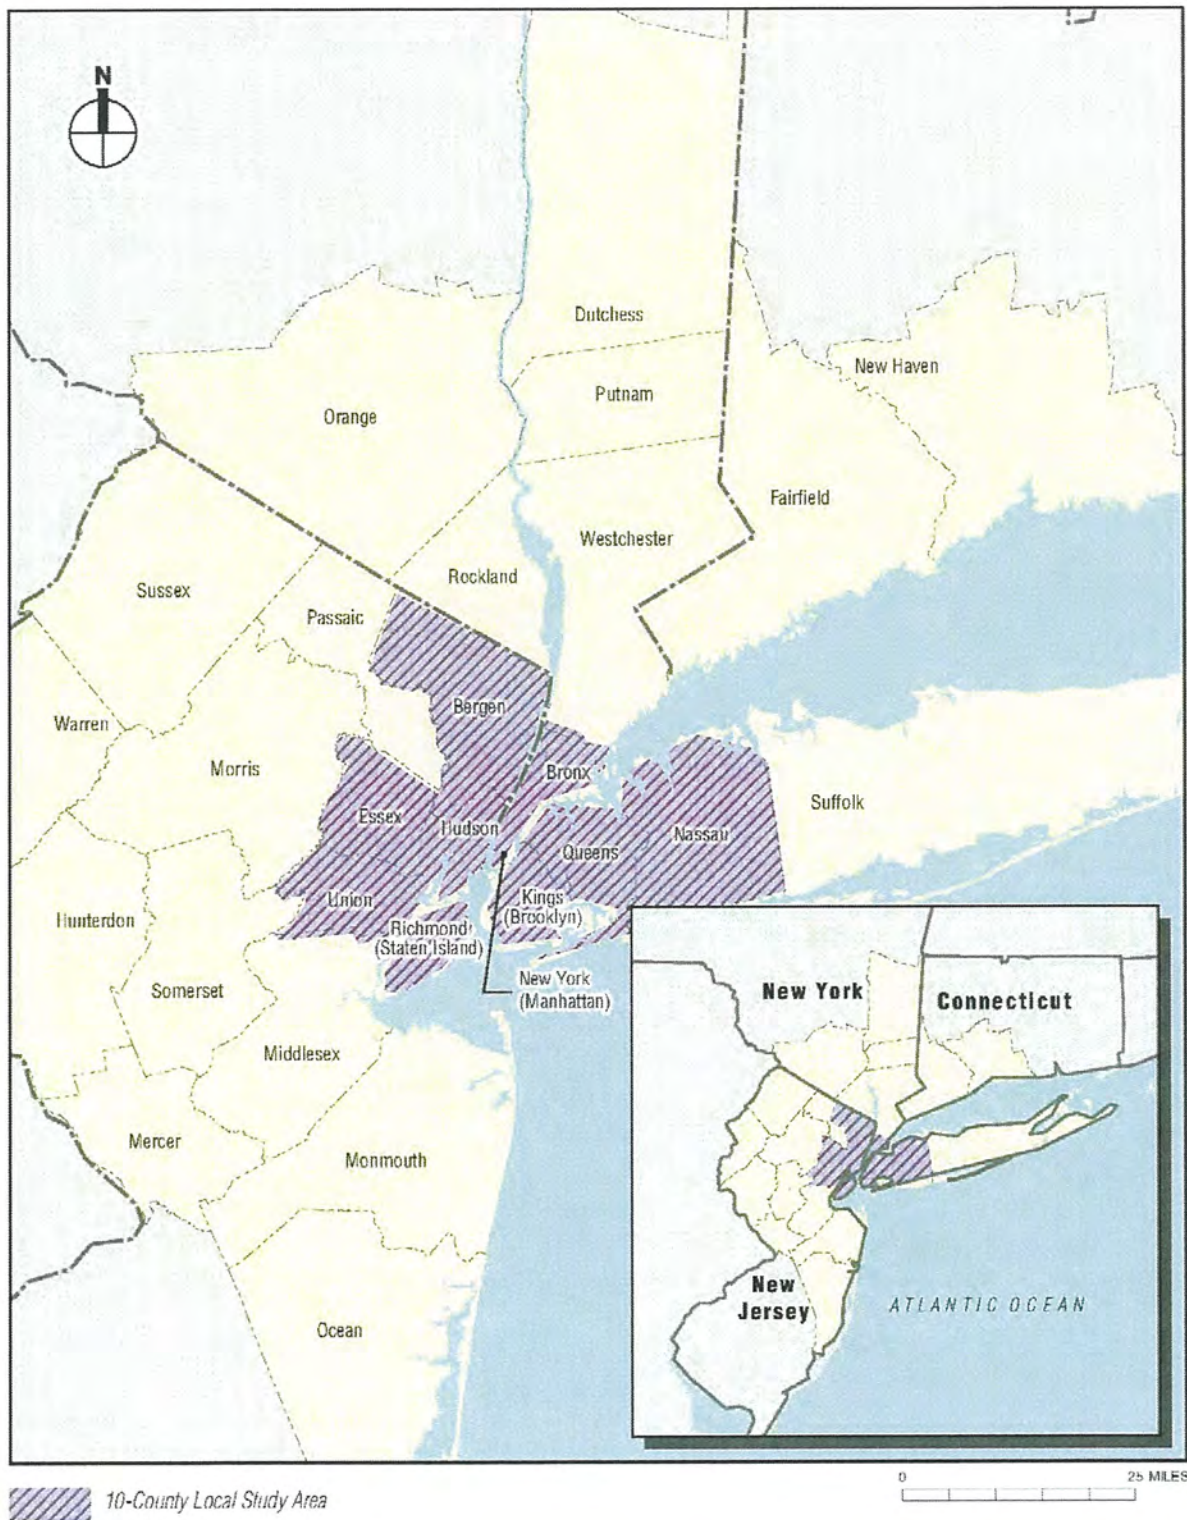 N
Dutchess
New Haven
Putnam
Orange
Fairfield
Westchester
Rockland
Sussex
Passaic
Bergen
Warren
Morris
Bronx
Suffolk
Essex
Hudson
Nassau
Queens
Union
Kings
(Brooklyn)
Hunterdon
Richmond
(Staten Island)
New York
(Manhattan)
Somerset
Middlesex
Mercer
Monmouth
Ocean
New York
Connecticut
New
Jersey
ATLANTIC OCEAN
0 25 MILES
10-County Local Study Area